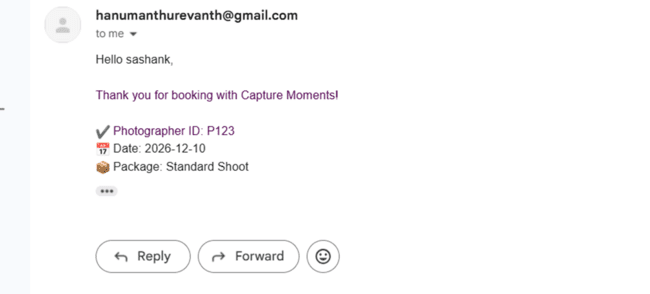 hanumanthurevanth@gmail.com
to me
Hello sashank,
Thank you for booking with Capture Moments!
✔️ Photographer ID: P123
📅 Date: 2026-12-10
📦 Package: Standard Shoot
•••
Reply Forward